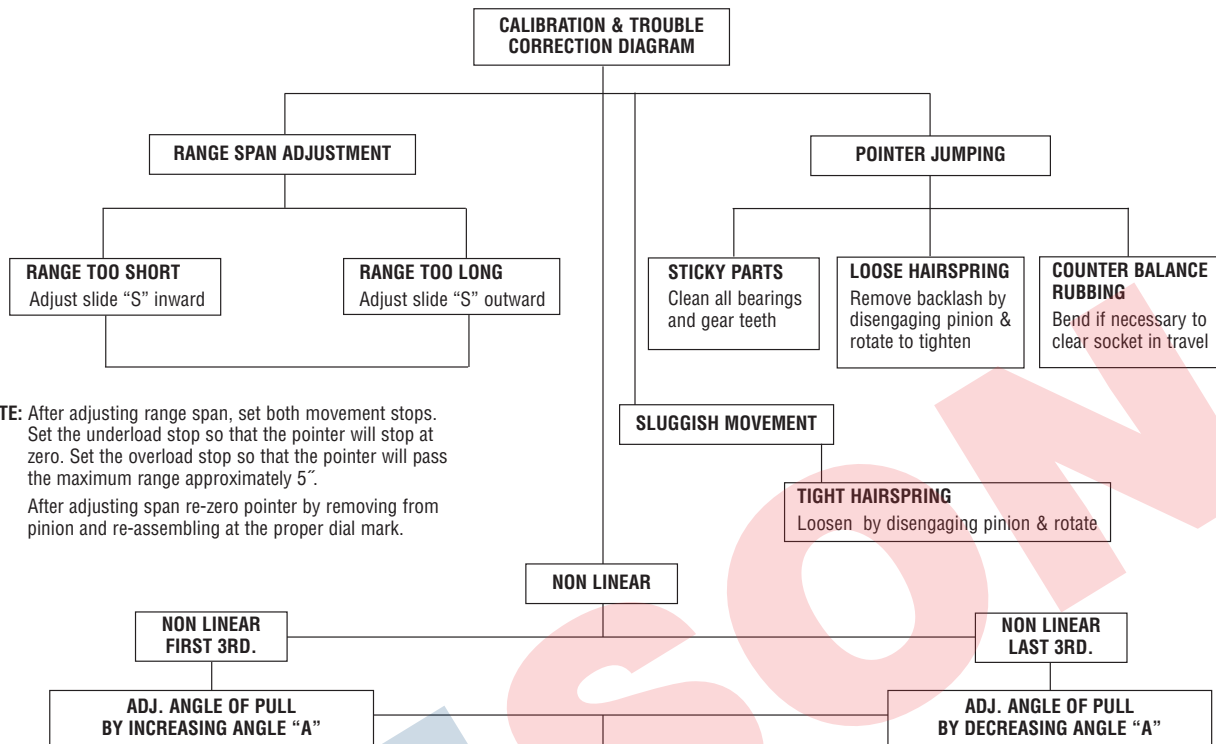 CALIBRATION & TROUBLE
CORRECTION DIAGRAM
RANGE SPAN ADJUSTMENT
POINTER JUMPING
RANGE TOO SHORT
Adjust slide “S” inward
RANGE TOO LONG
Adjust slide “S” outward
STICKY PARTS
Clean all bearings
and gear teeth
LOOSE HAIRSPRING
Remove backlash by
disengaging pinion &
rotate to tighten
COUNTER BALANCE
RUBBING
Bend if necessary to
clear socket in travel
TE: After adjusting range span, set both movement stops.
Set the underload stop so that the pointer will stop at
zero. Set the overload stop so that the pointer will pass
the maximum range approximately 5˝.
After adjusting span re-zero pointer by removing from
pinion and re-assembling at the proper dial mark.
SLUGGISH MOVEMENT
TIGHT HAIRSPRING
Loosen by disengaging pinion & rotate
NON LINEAR
NON LINEAR
FIRST 3RD.
NON LINEAR
LAST 3RD.
ADJ. ANGLE OF PULL
BY INCREASING ANGLE “A”
ADJ. ANGLE OF PULL
BY DECREASING ANGLE “A”
SON